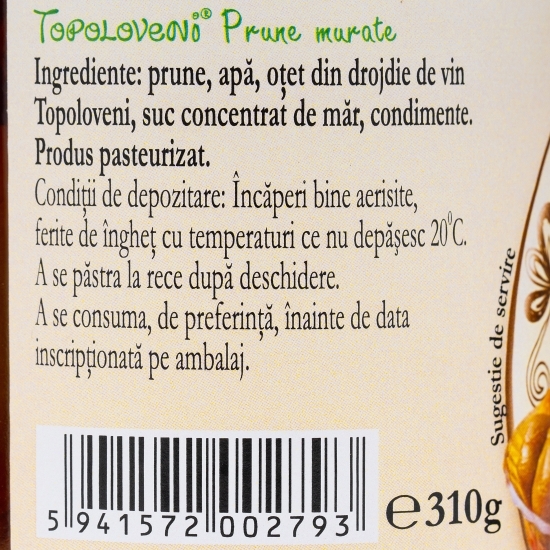 TOPOLOVENI® Prune murate
Ingrediente: prune, apă, oțet din drojdie de vin
Topoloveni, suc concentrat de măr, condimente.
Produs pasteurizat.
Condiții de depozitare: Încăperi bine aerisite,
ferite de îngheț cu temperaturi ce nu depășesc 20⁰C.
A se păstra la rece după deschidere.
A se consuma, de preferință, înainte de data
inscripționată pe ambalaj.
Sugestie de servire
5 941572 002793
e 310g